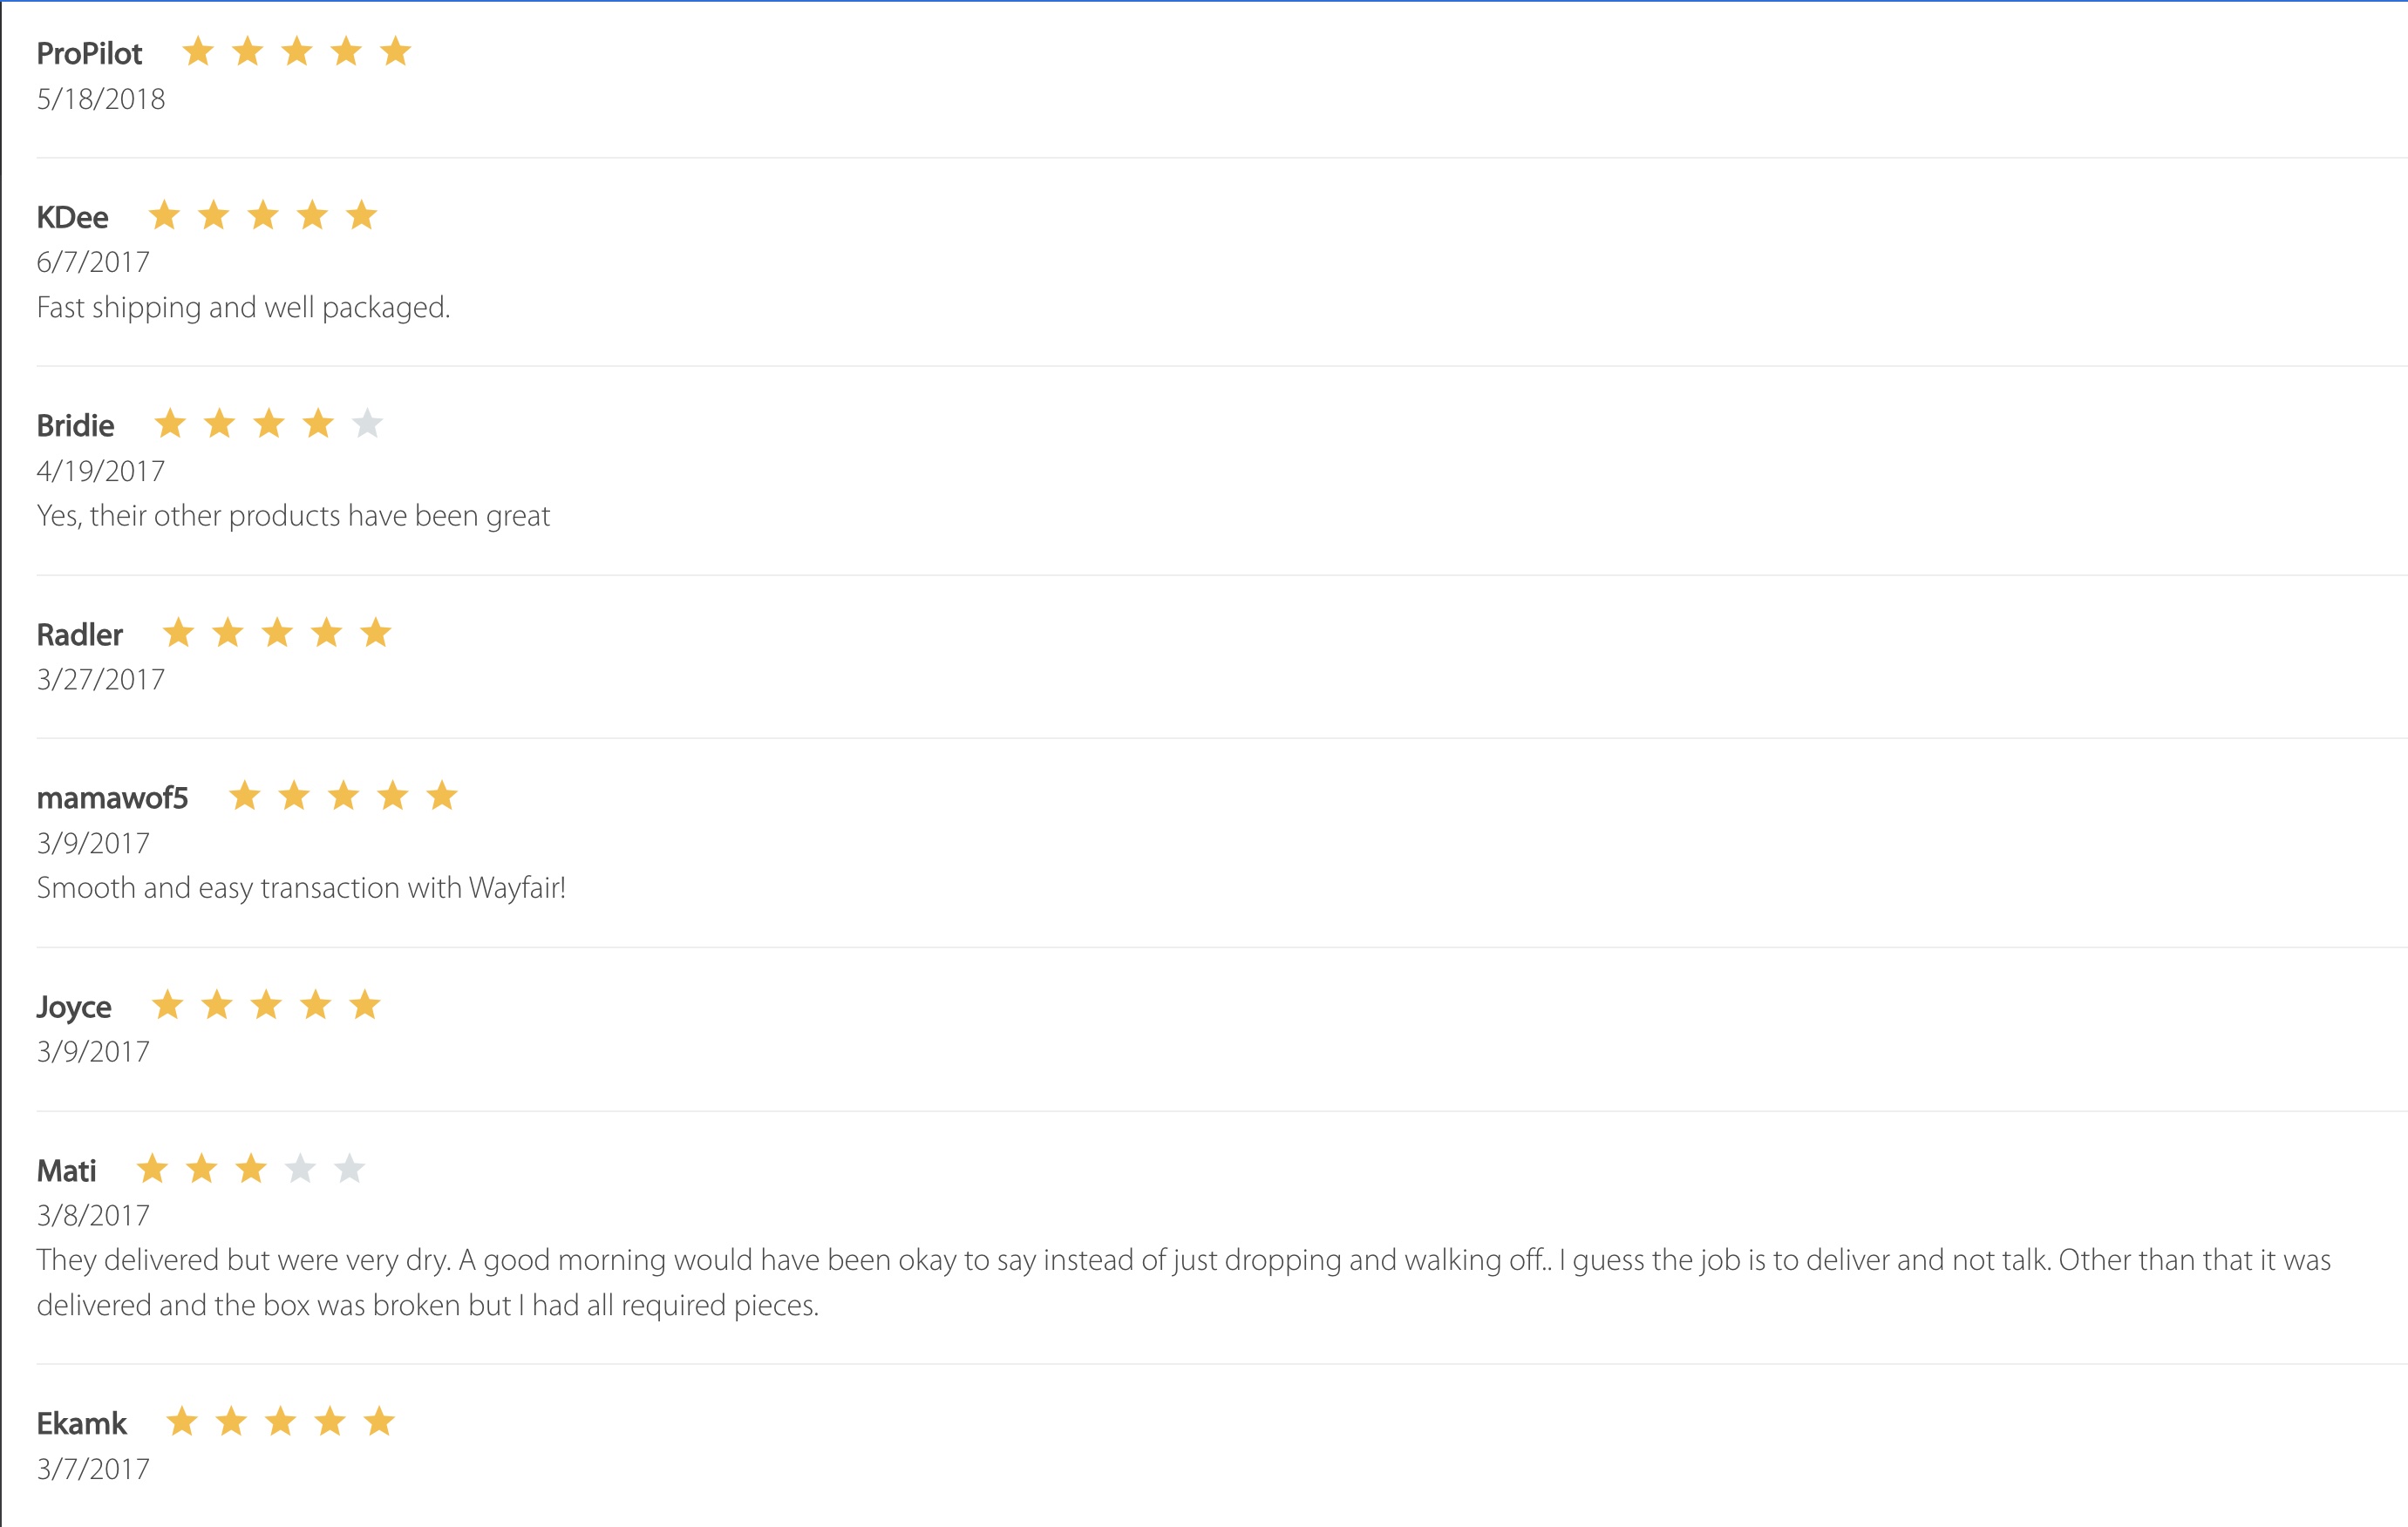 ProPilot
5/18/2018
KDee
6/7/2017
Fast shipping and well packaged.
Bridie
4/19/2017
Yes, their other products have been great
Radler
3/27/2017
mamawof5
3/9/2017
Smooth and easy transaction with Wayfair!
Joyce
3/9/2017
Mati
3/8/2017
They delivered but were very dry. A good morning would have been okay to say instead of just dropping and walking off.. I guess the job is to deliver and not talk. Other than that it was
delivered and the box was broken but I had all required pieces.
Ekamk
3/7/2017